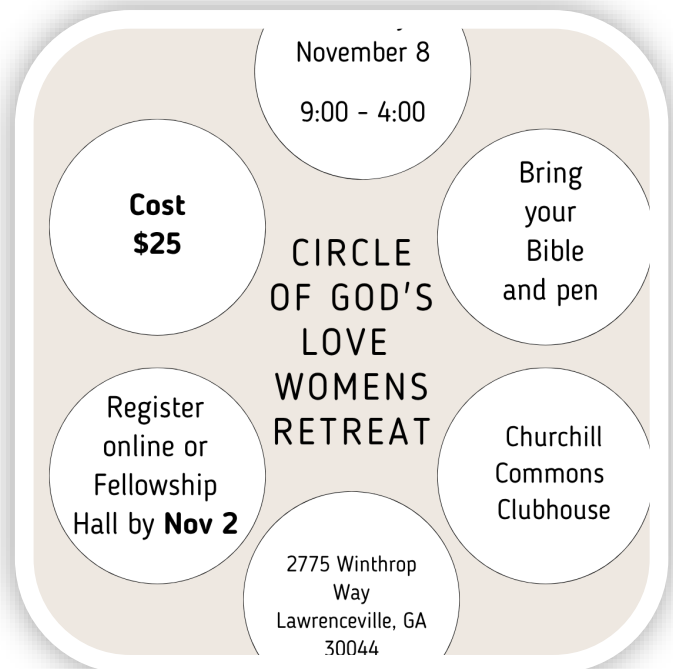 November 8
9:00 - 4:00
Cost
$25
Bring
your
Bible
and pen
CIRCLE
OF GOD'S
LOVE
WOMENS
RETREAT
Register
online or
Fellowship
Hall by Nov 2
Churchill
Commons
Clubhouse
2775 Winthrop
Way
Lawrenceville, GA
30044